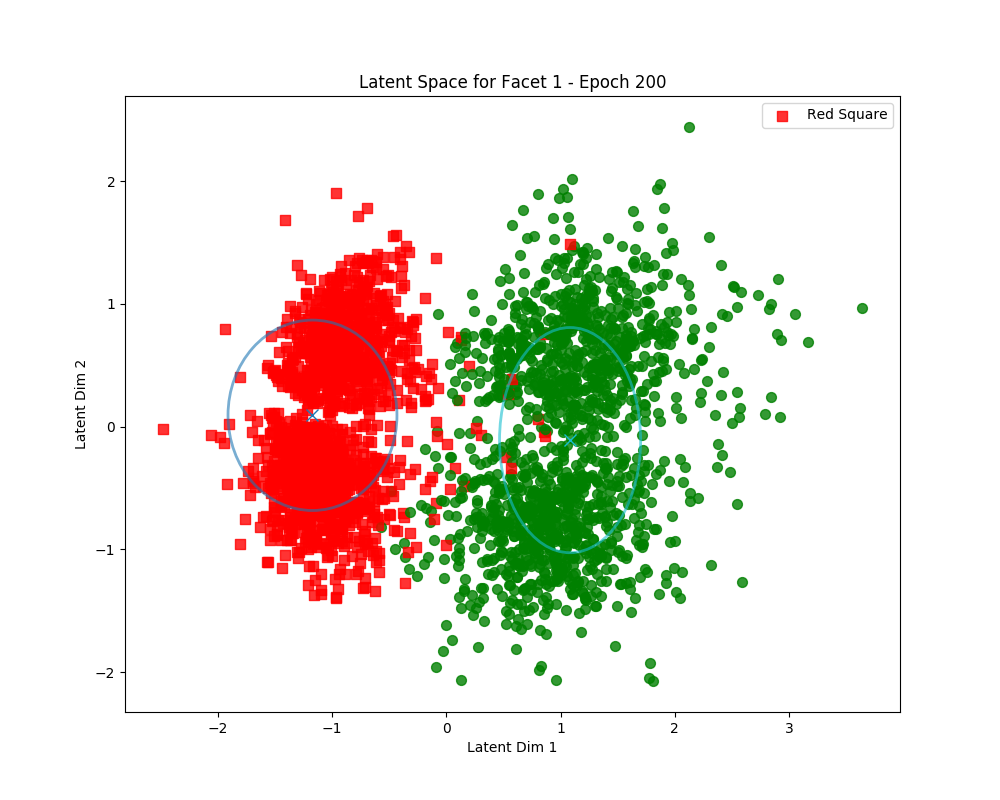 Latent Space for Facet 1 - Epoch 200
Red Square
Latent Dim 2
2
1
0
−1
−2
−2 −1 0 1 2 3
Latent Dim 1